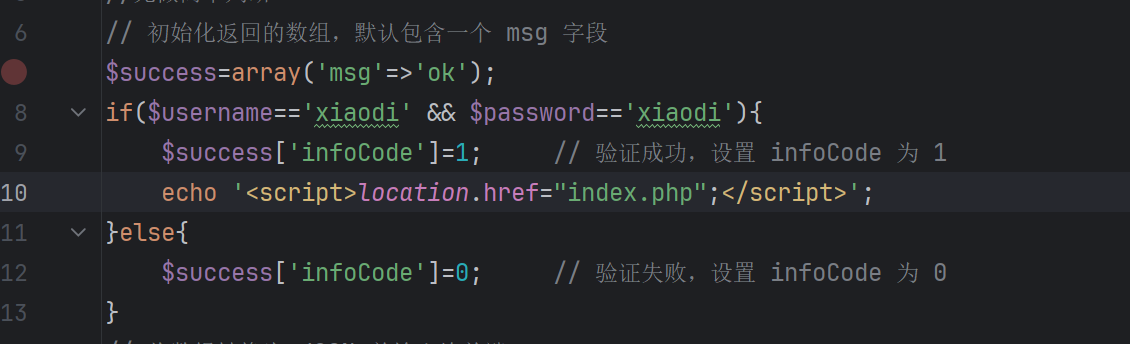 6 // 初始化返回的数组，默认包含一个 msg 字段
$success=array('msg'=>'ok');
8 if($username=='xiaodi' && $password=='xiaodi'){
9 $success['infoCode']=1; // 验证成功，设置 infoCode 为 1
10 echo '<script>location.href="index.php";</script>';
11 }else{
12 $success['infoCode']=0; // 验证失败，设置 infoCode 为 0
13 }